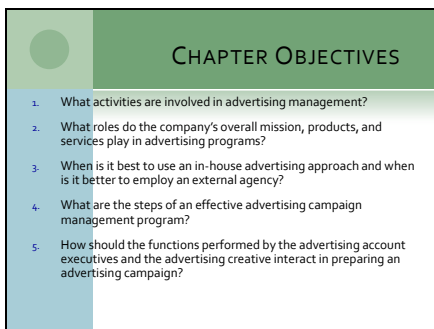 CHAPTER OBJECTIVES
1. What activities are involved in advertising management?
2. What roles do the company's overall mission, products, and
services play in advertising programs?
3. When is it best to use an in-house advertising approach and when
is it better to employ an external agency?
4. What are the steps of an effective advertising campaign
management program?
5. How should the functions performed by the advertising account
executives and the advertising creative interact in preparing an
advertising campaign?